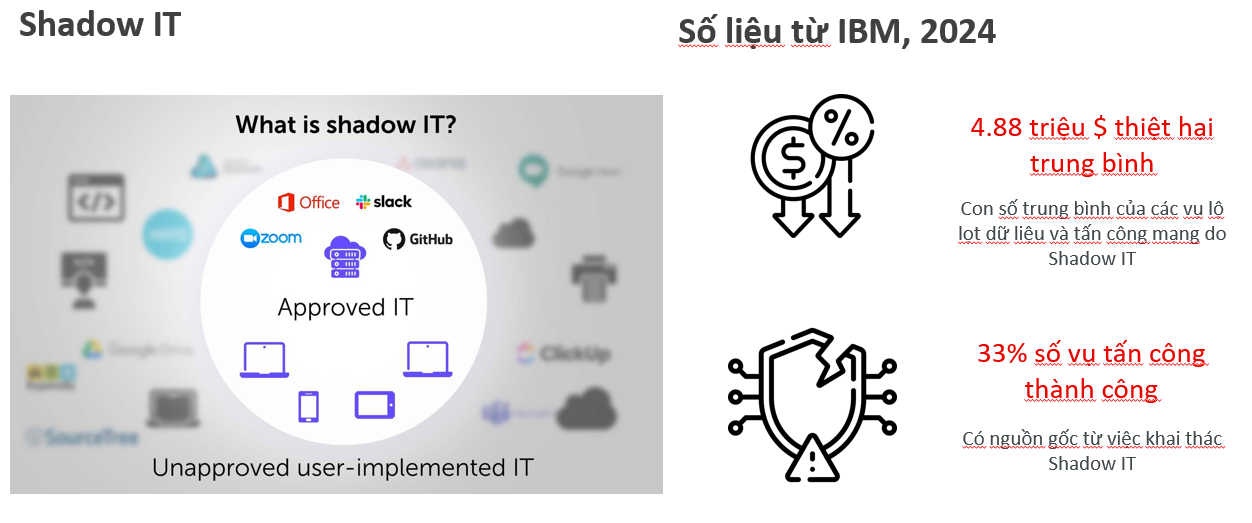 Shadow IT
What is shadow IT?
asana
Google Meet
Office
slack
zoom
GitHub
Approved IT
Google Drive
ClickUp
SourceTree
Unapproved user-implemented IT
Số liệu từ IBM, 2024
4.88 triệu $ thiệt hại
trung bình
Con số trung bình của các vụ lộ
lọt dữ liệu và tấn công mạng do
Shadow IT
33% số vụ tấn công
thành công
Có nguồn gốc từ việc khai thác
Shadow IT